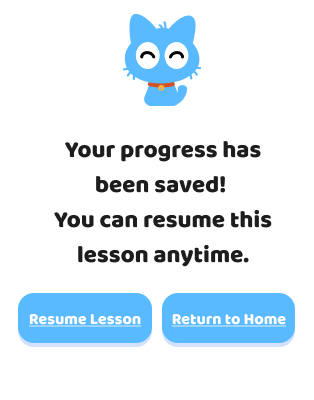 Your progress has
been saved!
You can resume this
lesson anytime.
Resume Lesson
Return to Home